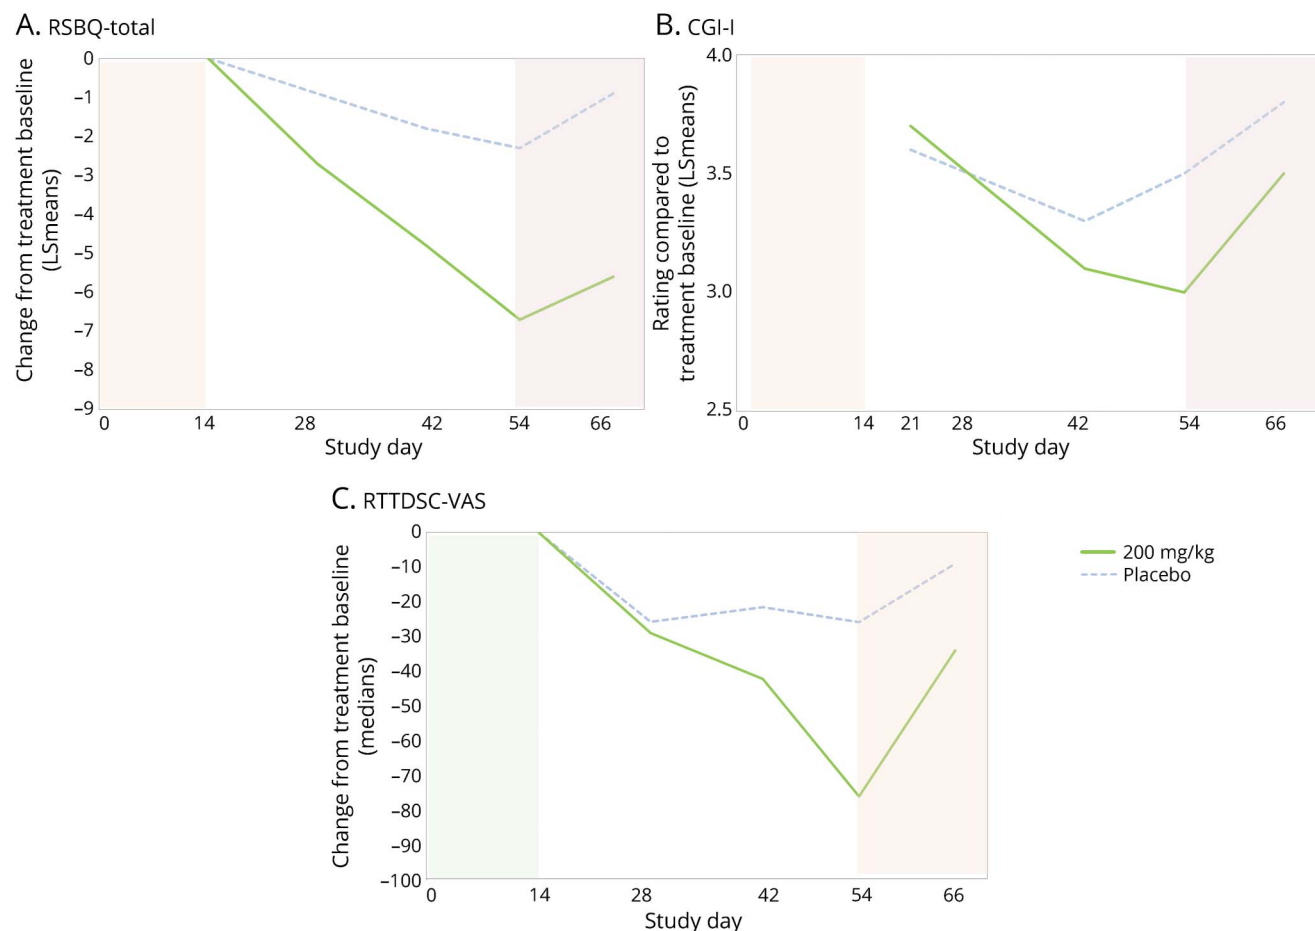 A. RSBQ-total
Change from treatment baseline
(LSmeans)
0
–1
–2
–3
–4
–5
–6
–7
–8
–9
0 14 28 42 54 66
Study day
B. CGI-I
Rating compared to
treatment baseline (LSmeans)
4.0
3.5
3.0
2.5
0 14 21 28 42 54 66
Study day
C. RTTDSC-VAS
Change from treatment baseline
(medians)
0
–10
–20
–30
–40
–50
–60
–70
–80
–90
–100
0 14 28 42 54 66
Study day
200 mg/kg
Placebo